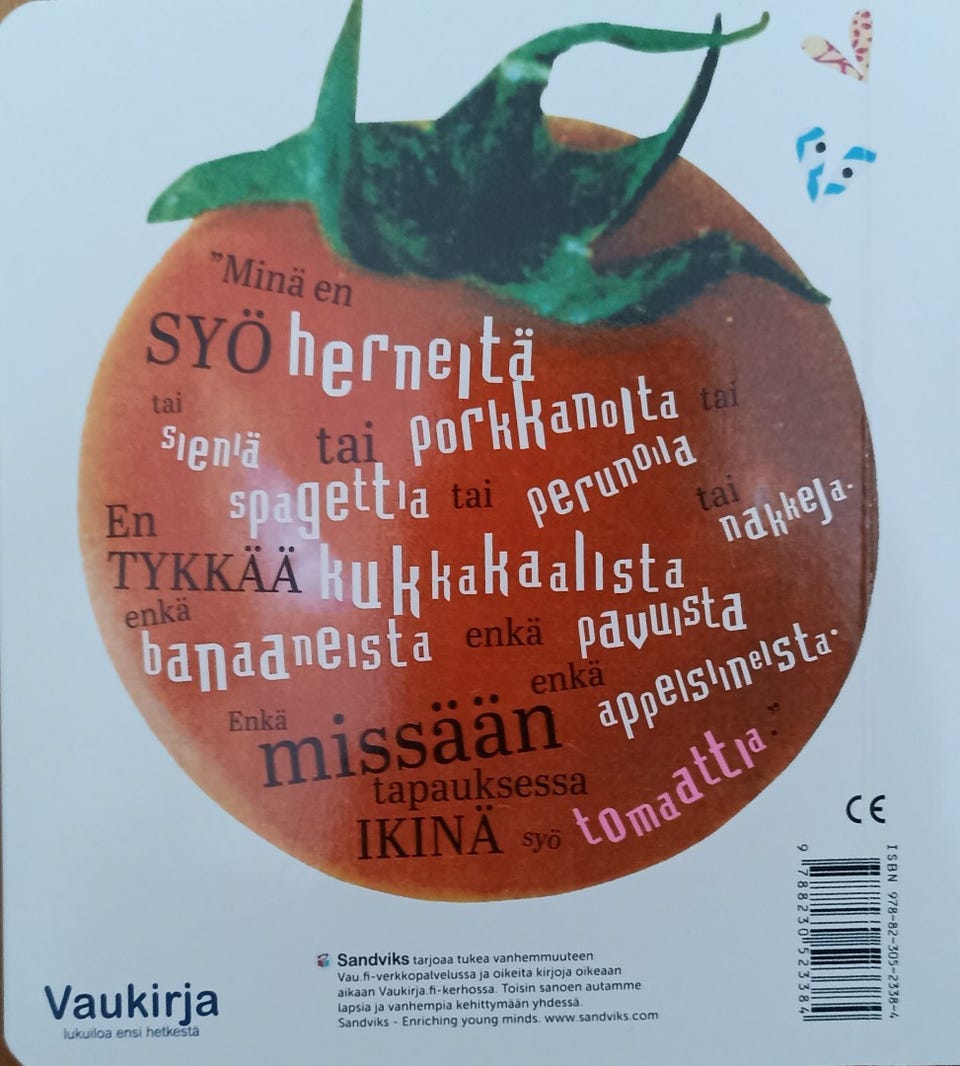 ”Minä en
SYÖ herneitä
tai sieniä tai porkkanoita tai
spagettia tai perunoita tai nakkeja.
En
TYKKÄÄ kukkakaalista
enkä
banaaneista enkä pavuista
enkä appelsiineista.
Enkä
missään
tapauksessa
IKINÄ syö tomaattia.”
CE
ISBN 978-82-305-2338-4
9 788230 523384
Sandviks tarjoaa tukea vanhemmuuteen
Vau.fi-verkkopalvelussa ja oikeita kirjoja oikeaan
aikaan Vaukirja.fi-kerhossa. Toisin sanoen autamme
lapsia ja vanhempia kehittymään yhdessä.
Sandviks - Enriching young minds. www.sandviks.com
Vaukirja
lukuiloa ensi hetkestä